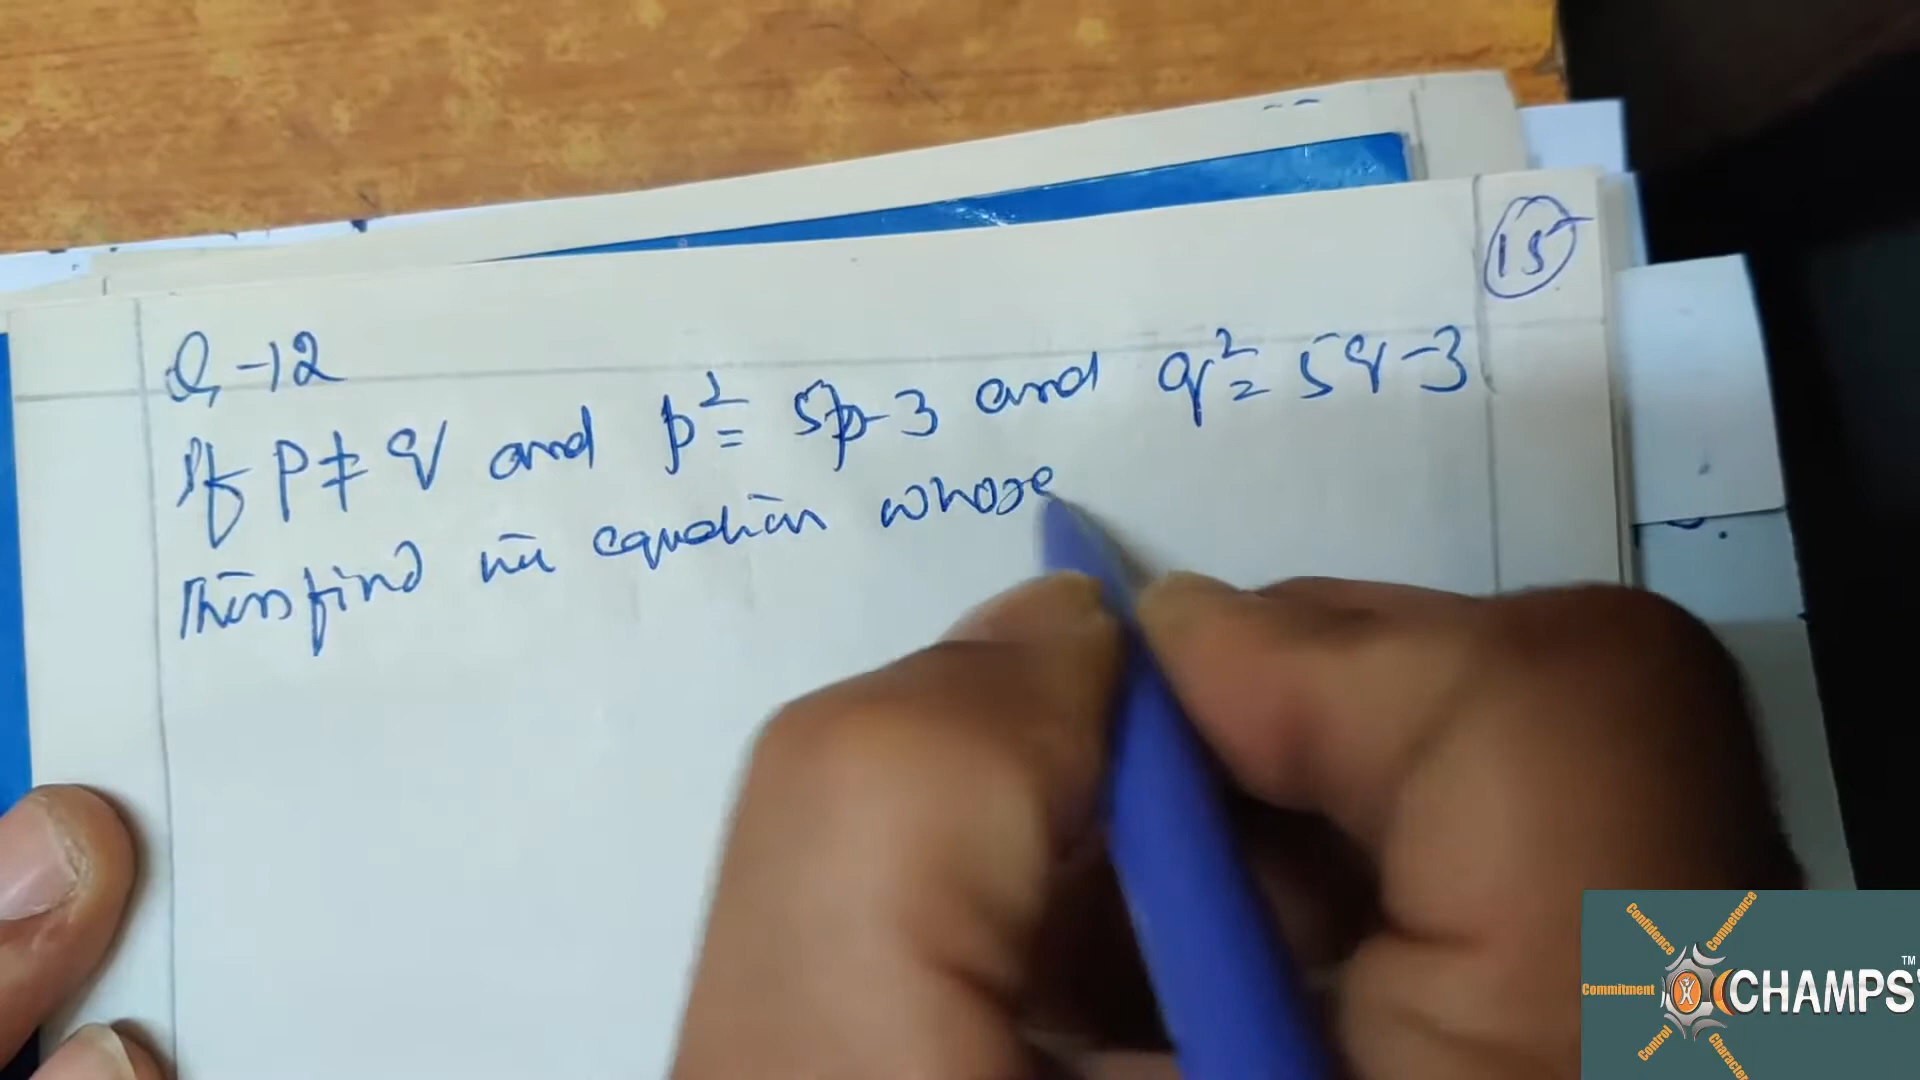 15
Q-12
If p ≠ q and p² = 5p-3 and q² = 5q-3
Then find the equation whose
Confidence
Competence
Commitment
CHAMPS
TM
Control
Character